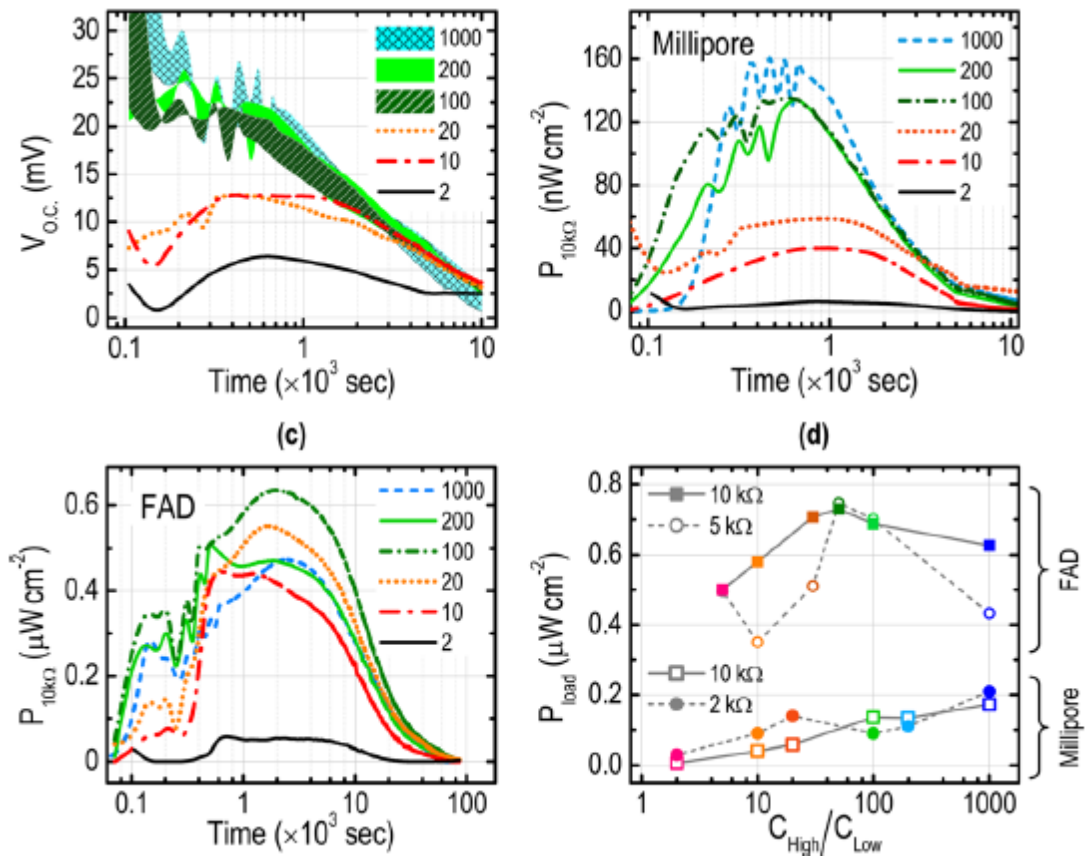 30
25
20
15
10
5
0
V_O.C. (mV)
1000
200
100
20
10
2
0.1
1
10
Time (×10³ sec)
160
120
80
40
0
P_10kΩ (nW cm⁻²)
Millipore
1000
200
100
20
10
2
0.1
1
10
Time (×10³ sec)
(c)
(d)
0.6
0.4
0.2
0
P_10kΩ (μW cm⁻²)
FAD
1000
200
100
20
10
2
0.1
1
10
100
Time (×10³ sec)
0.8
0.6
0.4
0.2
0.0
P_load (μW cm⁻²)
10 kΩ
5 kΩ
10 kΩ
2 kΩ
1
10
100
1000
C_High/C_Low
FAD
Millipore